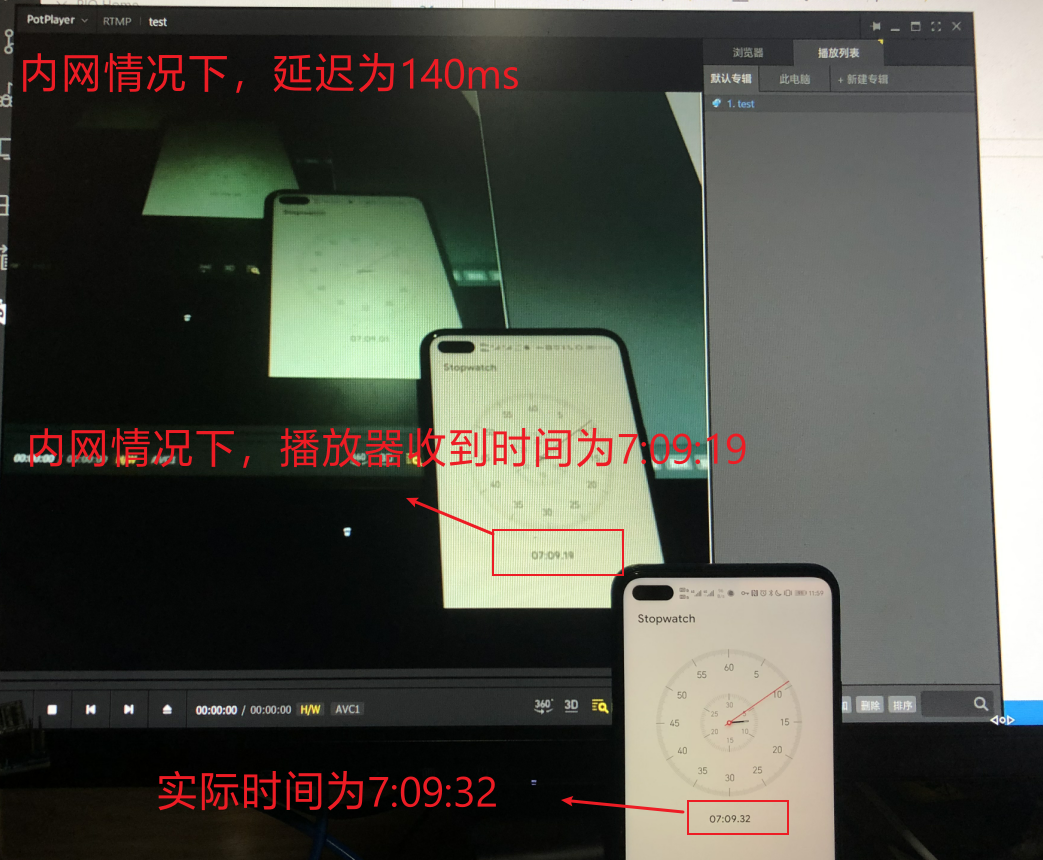 PotPlayer RTMP test
内网情况下，延迟为140ms
浏览器 播放列表
默认专辑 此电脑 + 新建专辑
1. test
Stopwatch
07:09.01
Stopwatch
内网情况下，播放器收到时间为7:09:19
55 60 5
40 20
35 30 25
07:09.19
11:59
Stopwatch
55 60 5
50 10
45 15
40 20
35 30 25
30
25 5
20 10
15
07:09.32
00:00:00 / 00:00:00 H/W AVC1
360° 3D
删除 排序
实际时间为7:09:32